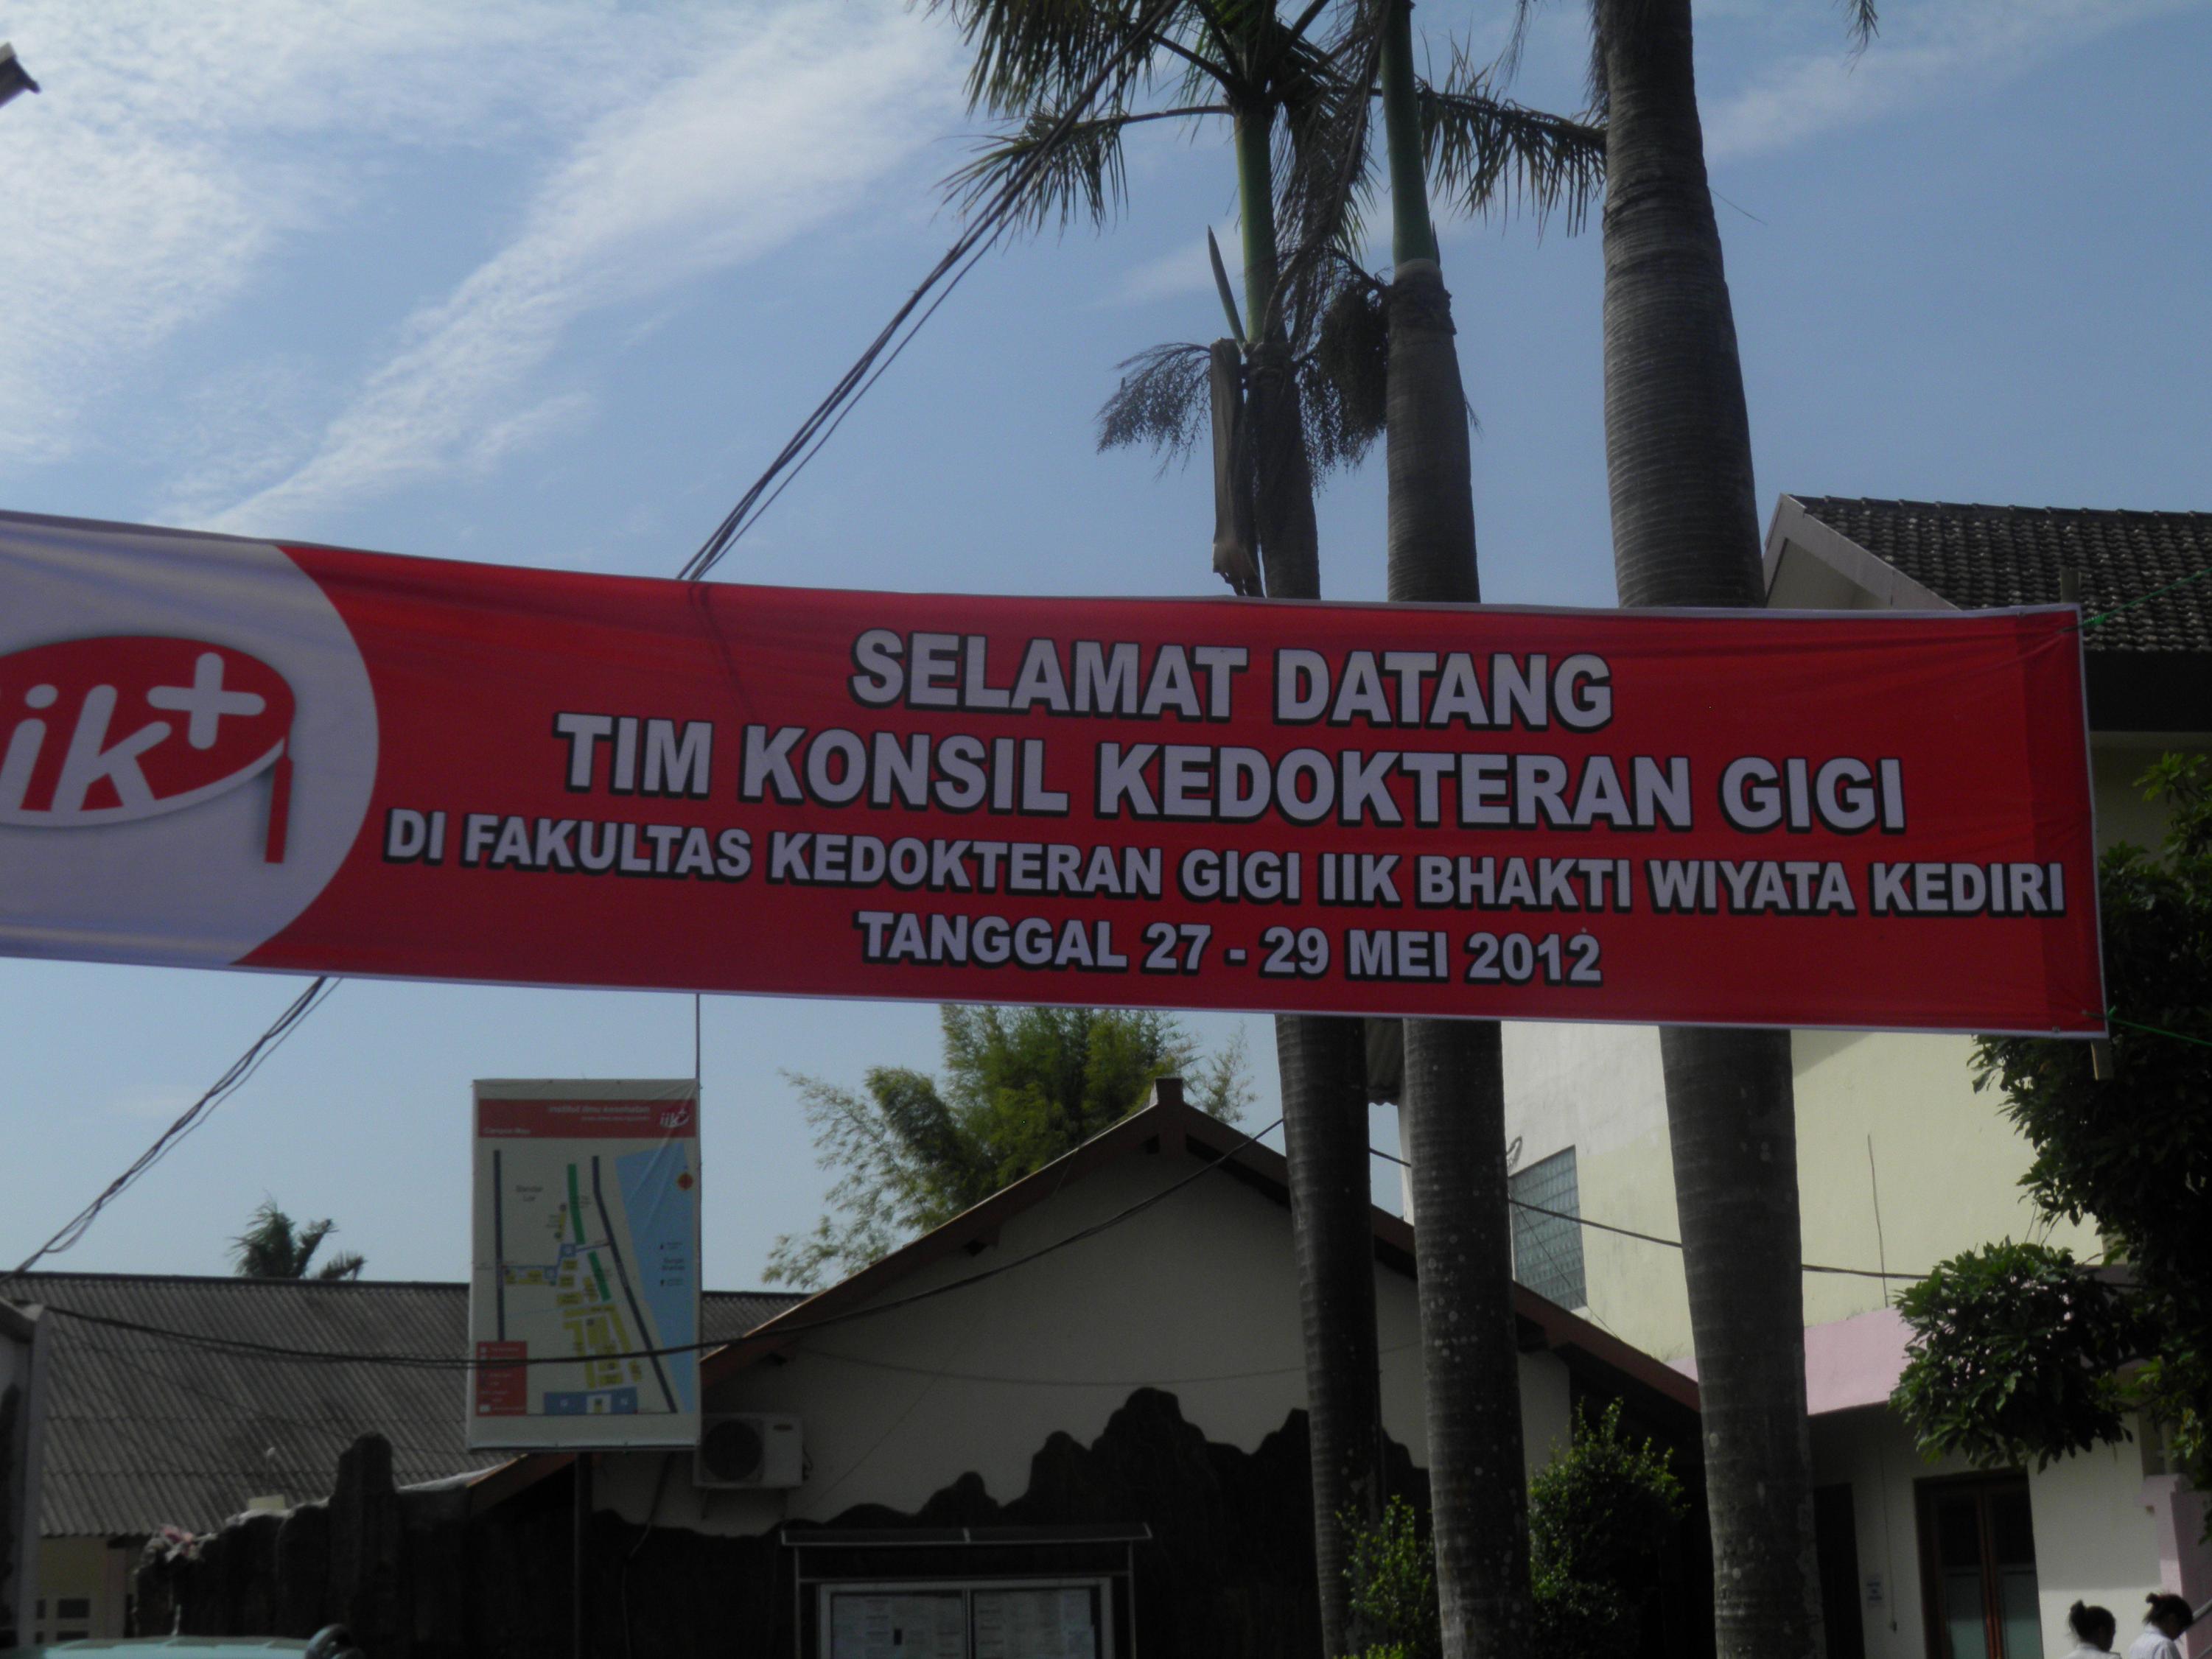 iik+
SELAMAT DATANG
TIM KONSIL KEDOKTERAN GIGI
DI FAKULTAS KEDOKTERAN GIGI IIK BHAKTI WIYATA KEDIRI
TANGGAL 27 - 29 MEI 2012
iik+